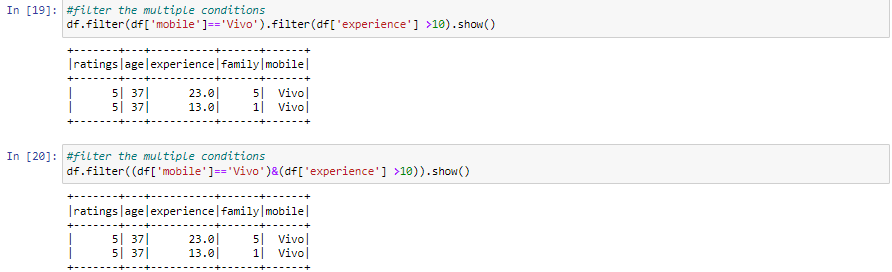 In [19]: #filter the multiple conditions
df.filter(df['mobile']=='Vivo').filter(df['experience'] >10).show()
+-------+---+----------+------+------+
|ratings|age|experience|family|mobile|
+-------+---+----------+------+------+
|      5| 37|      23.0|     5|  Vivo|
|      5| 37|      13.0|     1|  Vivo|
+-------+---+----------+------+------+
In [20]: #filter the multiple conditions
df.filter((df['mobile']=='Vivo')&(df['experience'] >10)).show()
+-------+---+----------+------+------+
|ratings|age|experience|family|mobile|
+-------+---+----------+------+------+
|      5| 37|      23.0|     5|  Vivo|
|      5| 37|      13.0|     1|  Vivo|
+-------+---+----------+------+------+